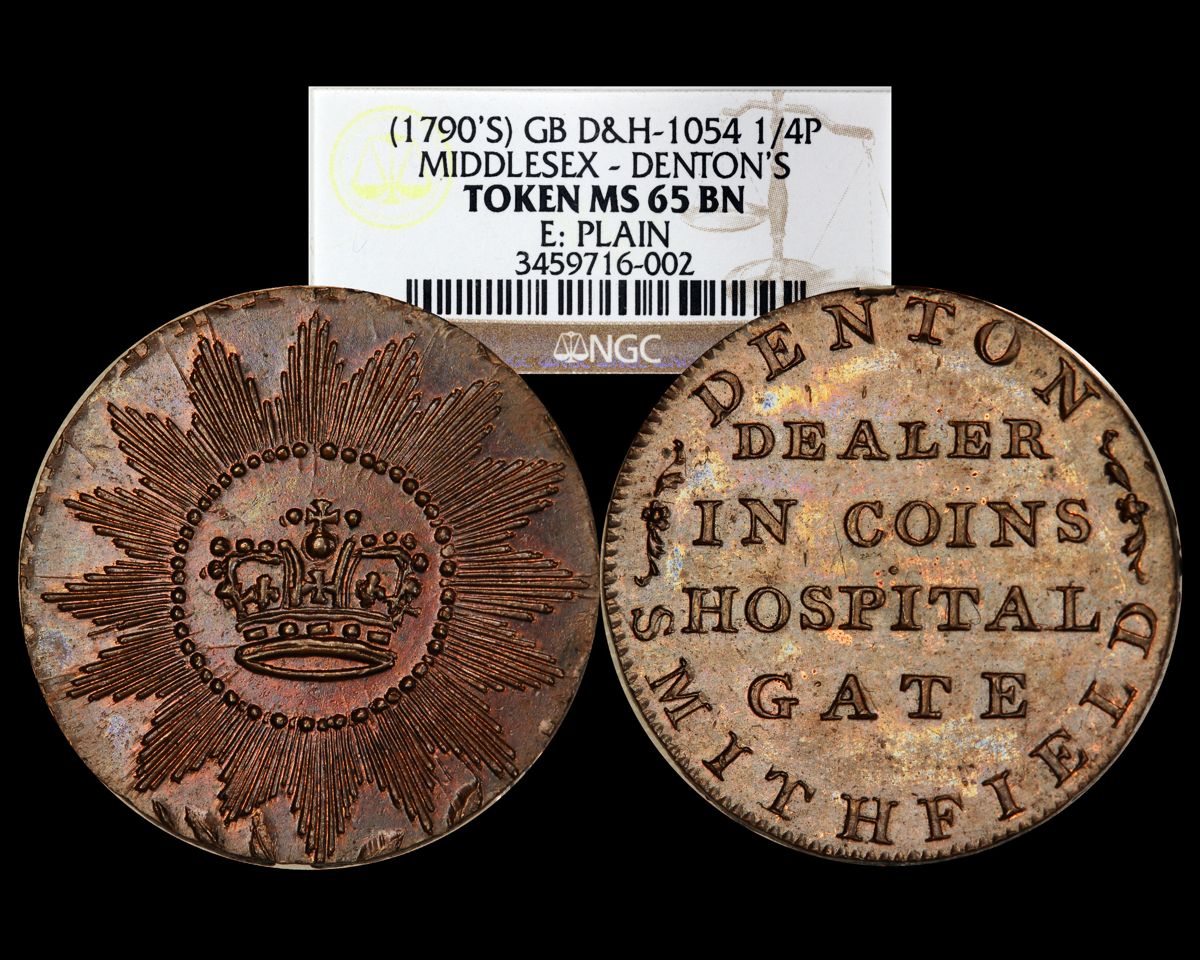 (1790'S) GB D&H-1054 1/4P
MIDDLESEX - DENTON'S
TOKEN MS 65 BN
E: PLAIN
3459716-002
NGC
DENTON
DEALER
IN COINS
HOSPITAL
GATE
SMITHFIELD